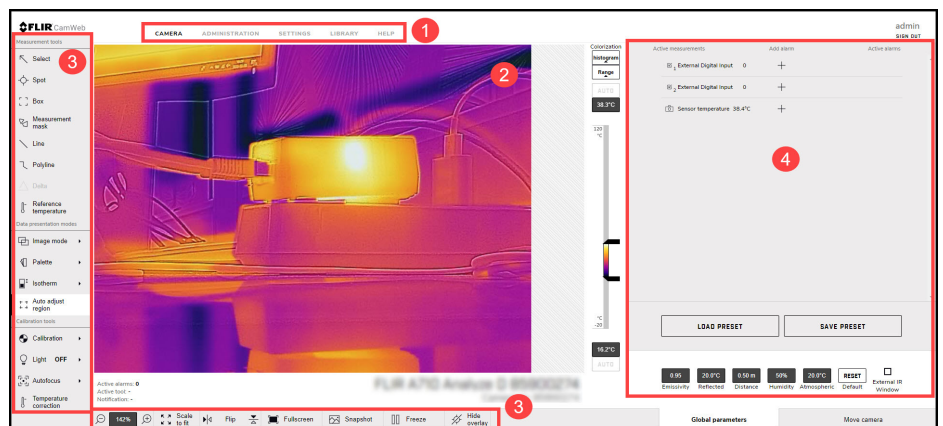 FLIR CamWeb
CAMERA ADMINISTRATION SETTINGS LIBRARY HELP
1
admin
SIGN OUT
Measurement tools
3
Select
Spot
Box
Measurement
mask
Line
Polyline
Delta
Reference
temperature
Data presentation modes
Image mode
Palette
Isotherm
Auto adjust
region
Calibration tools
Calibration
Light OFF
Autofocus
Temperature
correction
2
Colorization
histogram
Range
AUTO
38.3°C
120
°C
°C
-20
16.2°C
AUTO
Active measurements Add alarm Active alarms
1 External Digital Input 0
2 External Digital Input 0
Sensor temperature 38.4°C
4
LOAD PRESET SAVE PRESET
0.95 20.0°C 0.50 m 50% 20.0°C RESET
Emissivity Reflected Distance Humidity Atmospheric Default External IR
Window
Global parameters Move camera
Active alarms: 0
Active tool: -
Notification: -
FLIR A710
3
142% Scale
to fit Flip Fullscreen Snapshot Freeze Hide
overlay